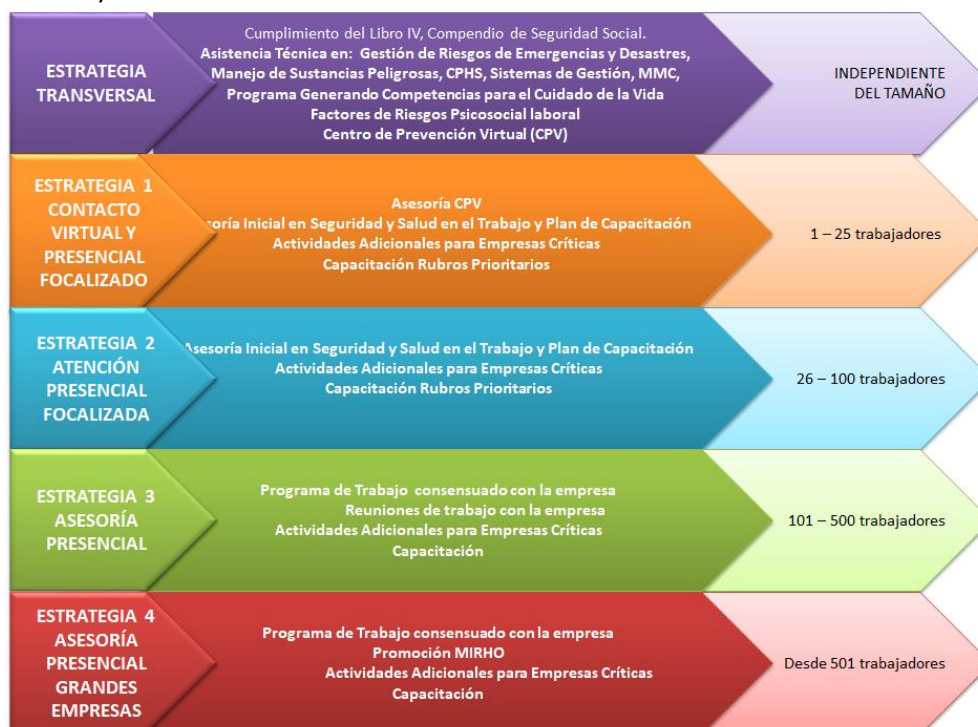 ESTRATEGIA
TRANSVERSAL
Cumplimiento del Libro IV, Compendio de Seguridad Social.
Asistencia Técnica en: Gestión de Riesgos de Emergencias y Desastres,
Manejo de Sustancias Peligrosas, CPHS, Sistemas de Gestión, MMC,
Programa Generando Competencias para el Cuidado de la Vida
Factores de Riesgos Psicosocial laboral
Centro de Prevención Virtual (CPV)
INDEPENDIENTE
DEL TAMAÑO
ESTRATEGIA 1
CONTACTO
VIRTUAL Y
PRESENCIAL
FOCALIZADO
Asesoría CPV
soría Inicial en Seguridad y Salud en el Trabajo y Plan de Capacitación
Actividades Adicionales para Empresas Críticas
Capacitación Rubros Prioritarios
1 – 25 trabajadores
ESTRATEGIA 2
ATENCIÓN
PRESENCIAL
FOCALIZADA
Asesoría Inicial en Seguridad y Salud en el Trabajo y Plan de Capacitación
Actividades Adicionales para Empresas Críticas
Capacitación Rubros Prioritarios
26 – 100 trabajadores
ESTRATEGIA 3
ASESORÍA
PRESENCIAL
Programa de Trabajo consensuado con la empresa
Reuniones de trabajo con la empresa
Actividades Adicionales para Empresas Críticas
Capacitación
101 – 500 trabajadores
ESTRATEGIA 4
ASESORÍA
PRESENCIAL
GRANDES
EMPRESAS
Programa de Trabajo consensuado con la empresa
Promoción MIRHO
Actividades Adicionales para Empresas Críticas
Capacitación
Desde 501 trabajadores